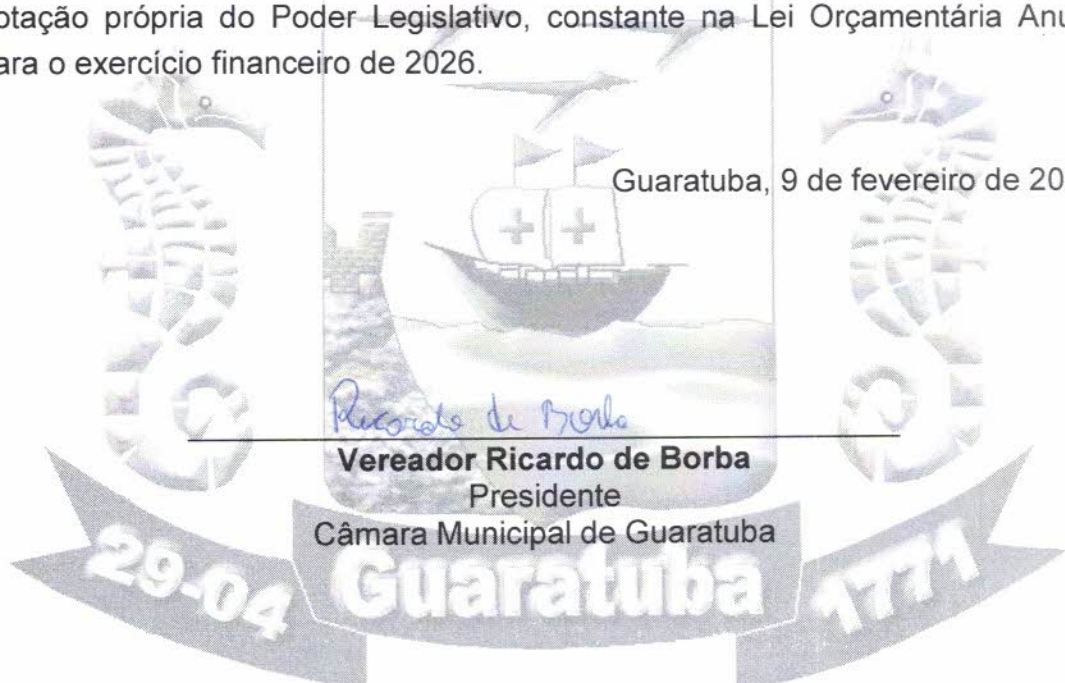 otação própria do Poder Legislativo, constante na Lei Orçamentária Anu
ara o exercício financeiro de 2026.
Guaratuba, 9 de fevereiro de 20
Ricardo de Borba
Vereador Ricardo de Borba
Presidente
Câmara Municipal de Guaratuba
29-04 Guaratuba 1771